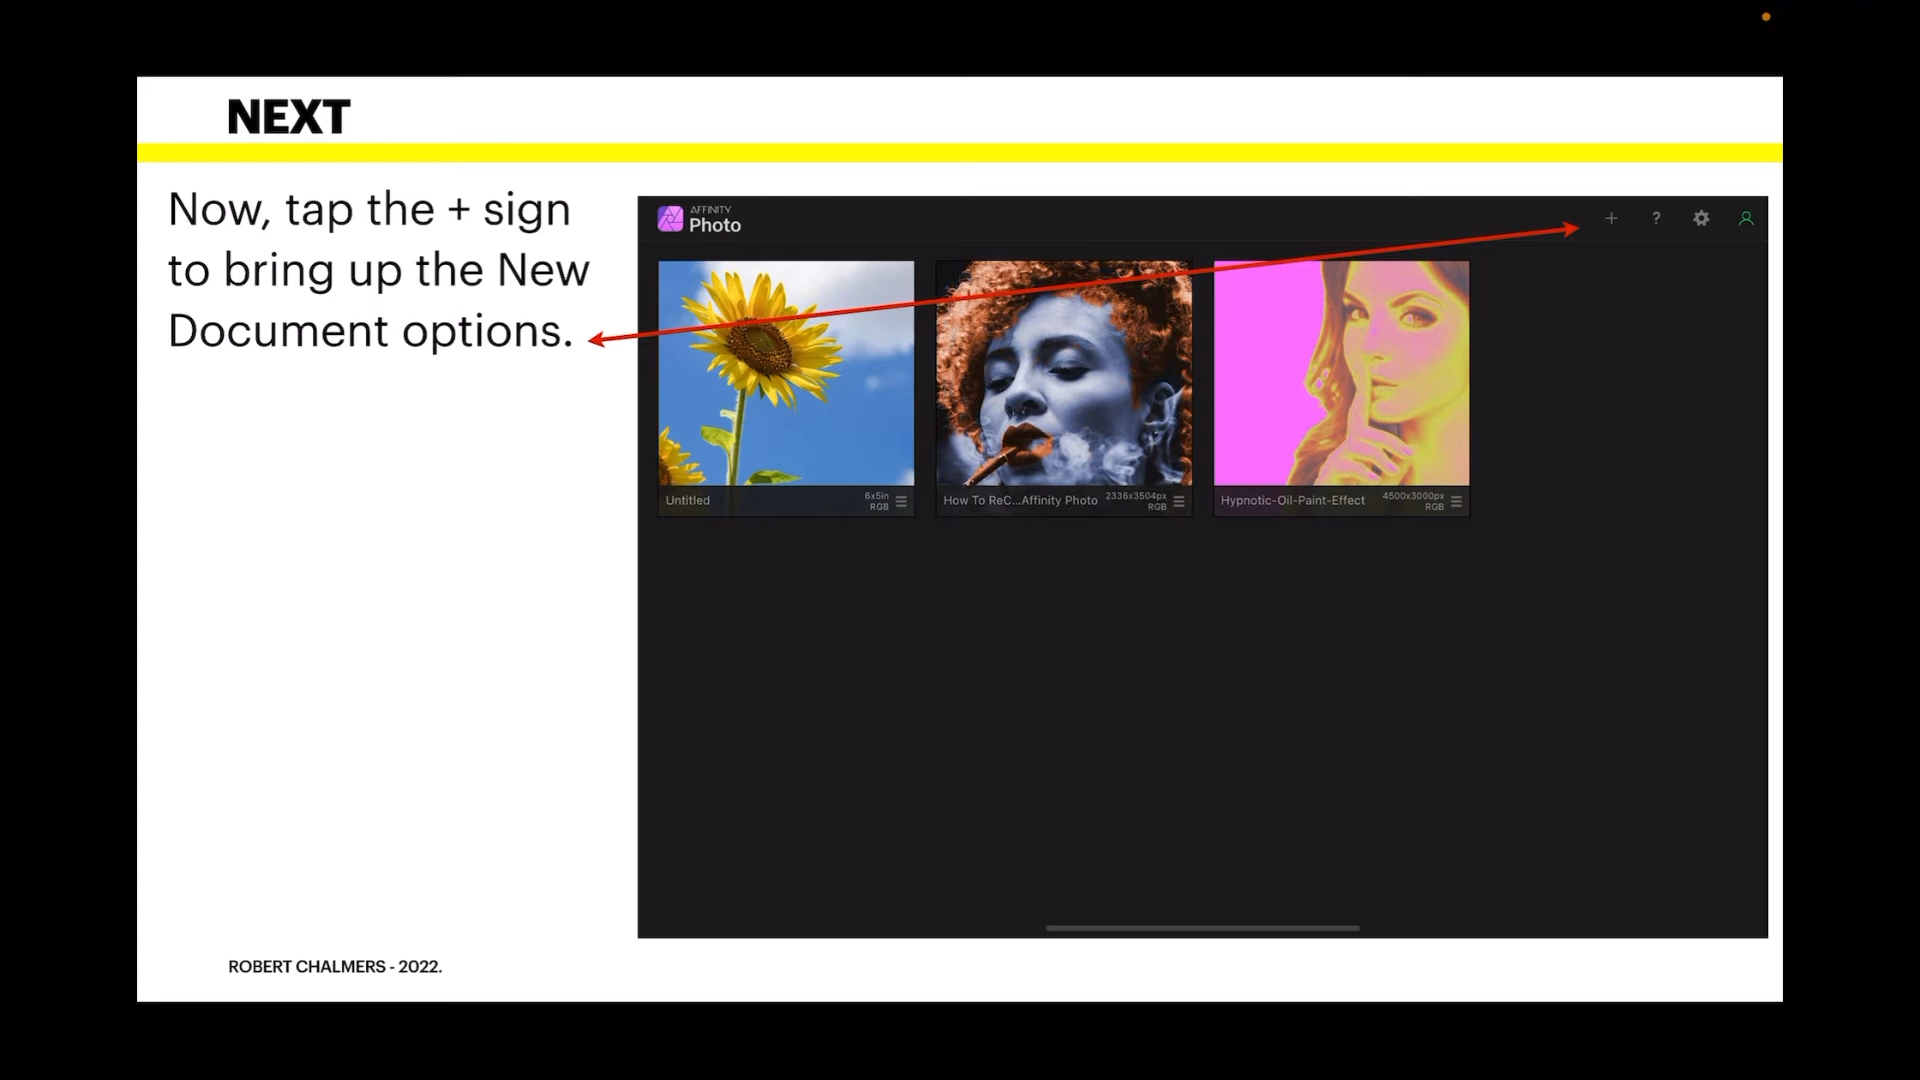 NEXT
Now, tap the + sign
to bring up the New
Document options.
AFFINITY
Photo
?
Untitled
6x5in
RGB
How To ReC...Affinity Photo
2336x3504px
RGB
Hypnotic-Oil-Paint-Effect
4500x3000px
RGB
ROBERT CHALMERS - 2022.